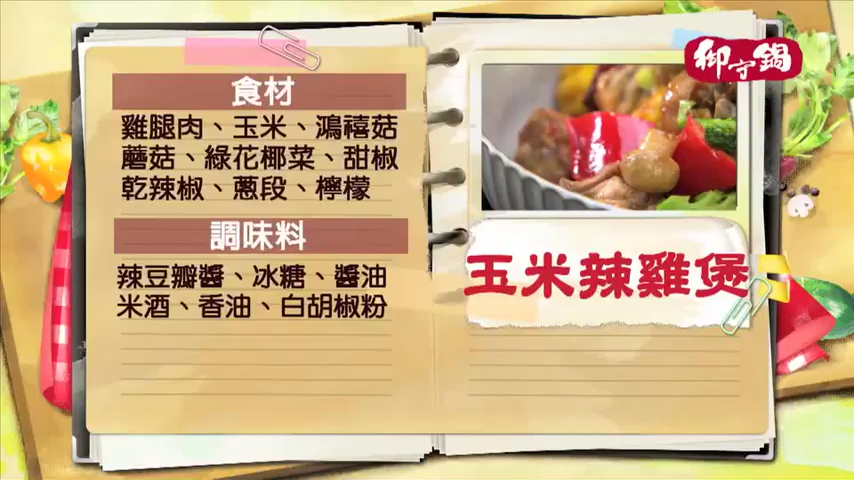 食材
雞腿肉、玉米、鴻禧菇
蘑菇、綠花椰菜、甜椒
乾辣椒、蔥段、檸檬
調味料
辣豆瓣醬、冰糖、醬油
米酒、香油、白胡椒粉
御守鍋
玉米辣雞煲